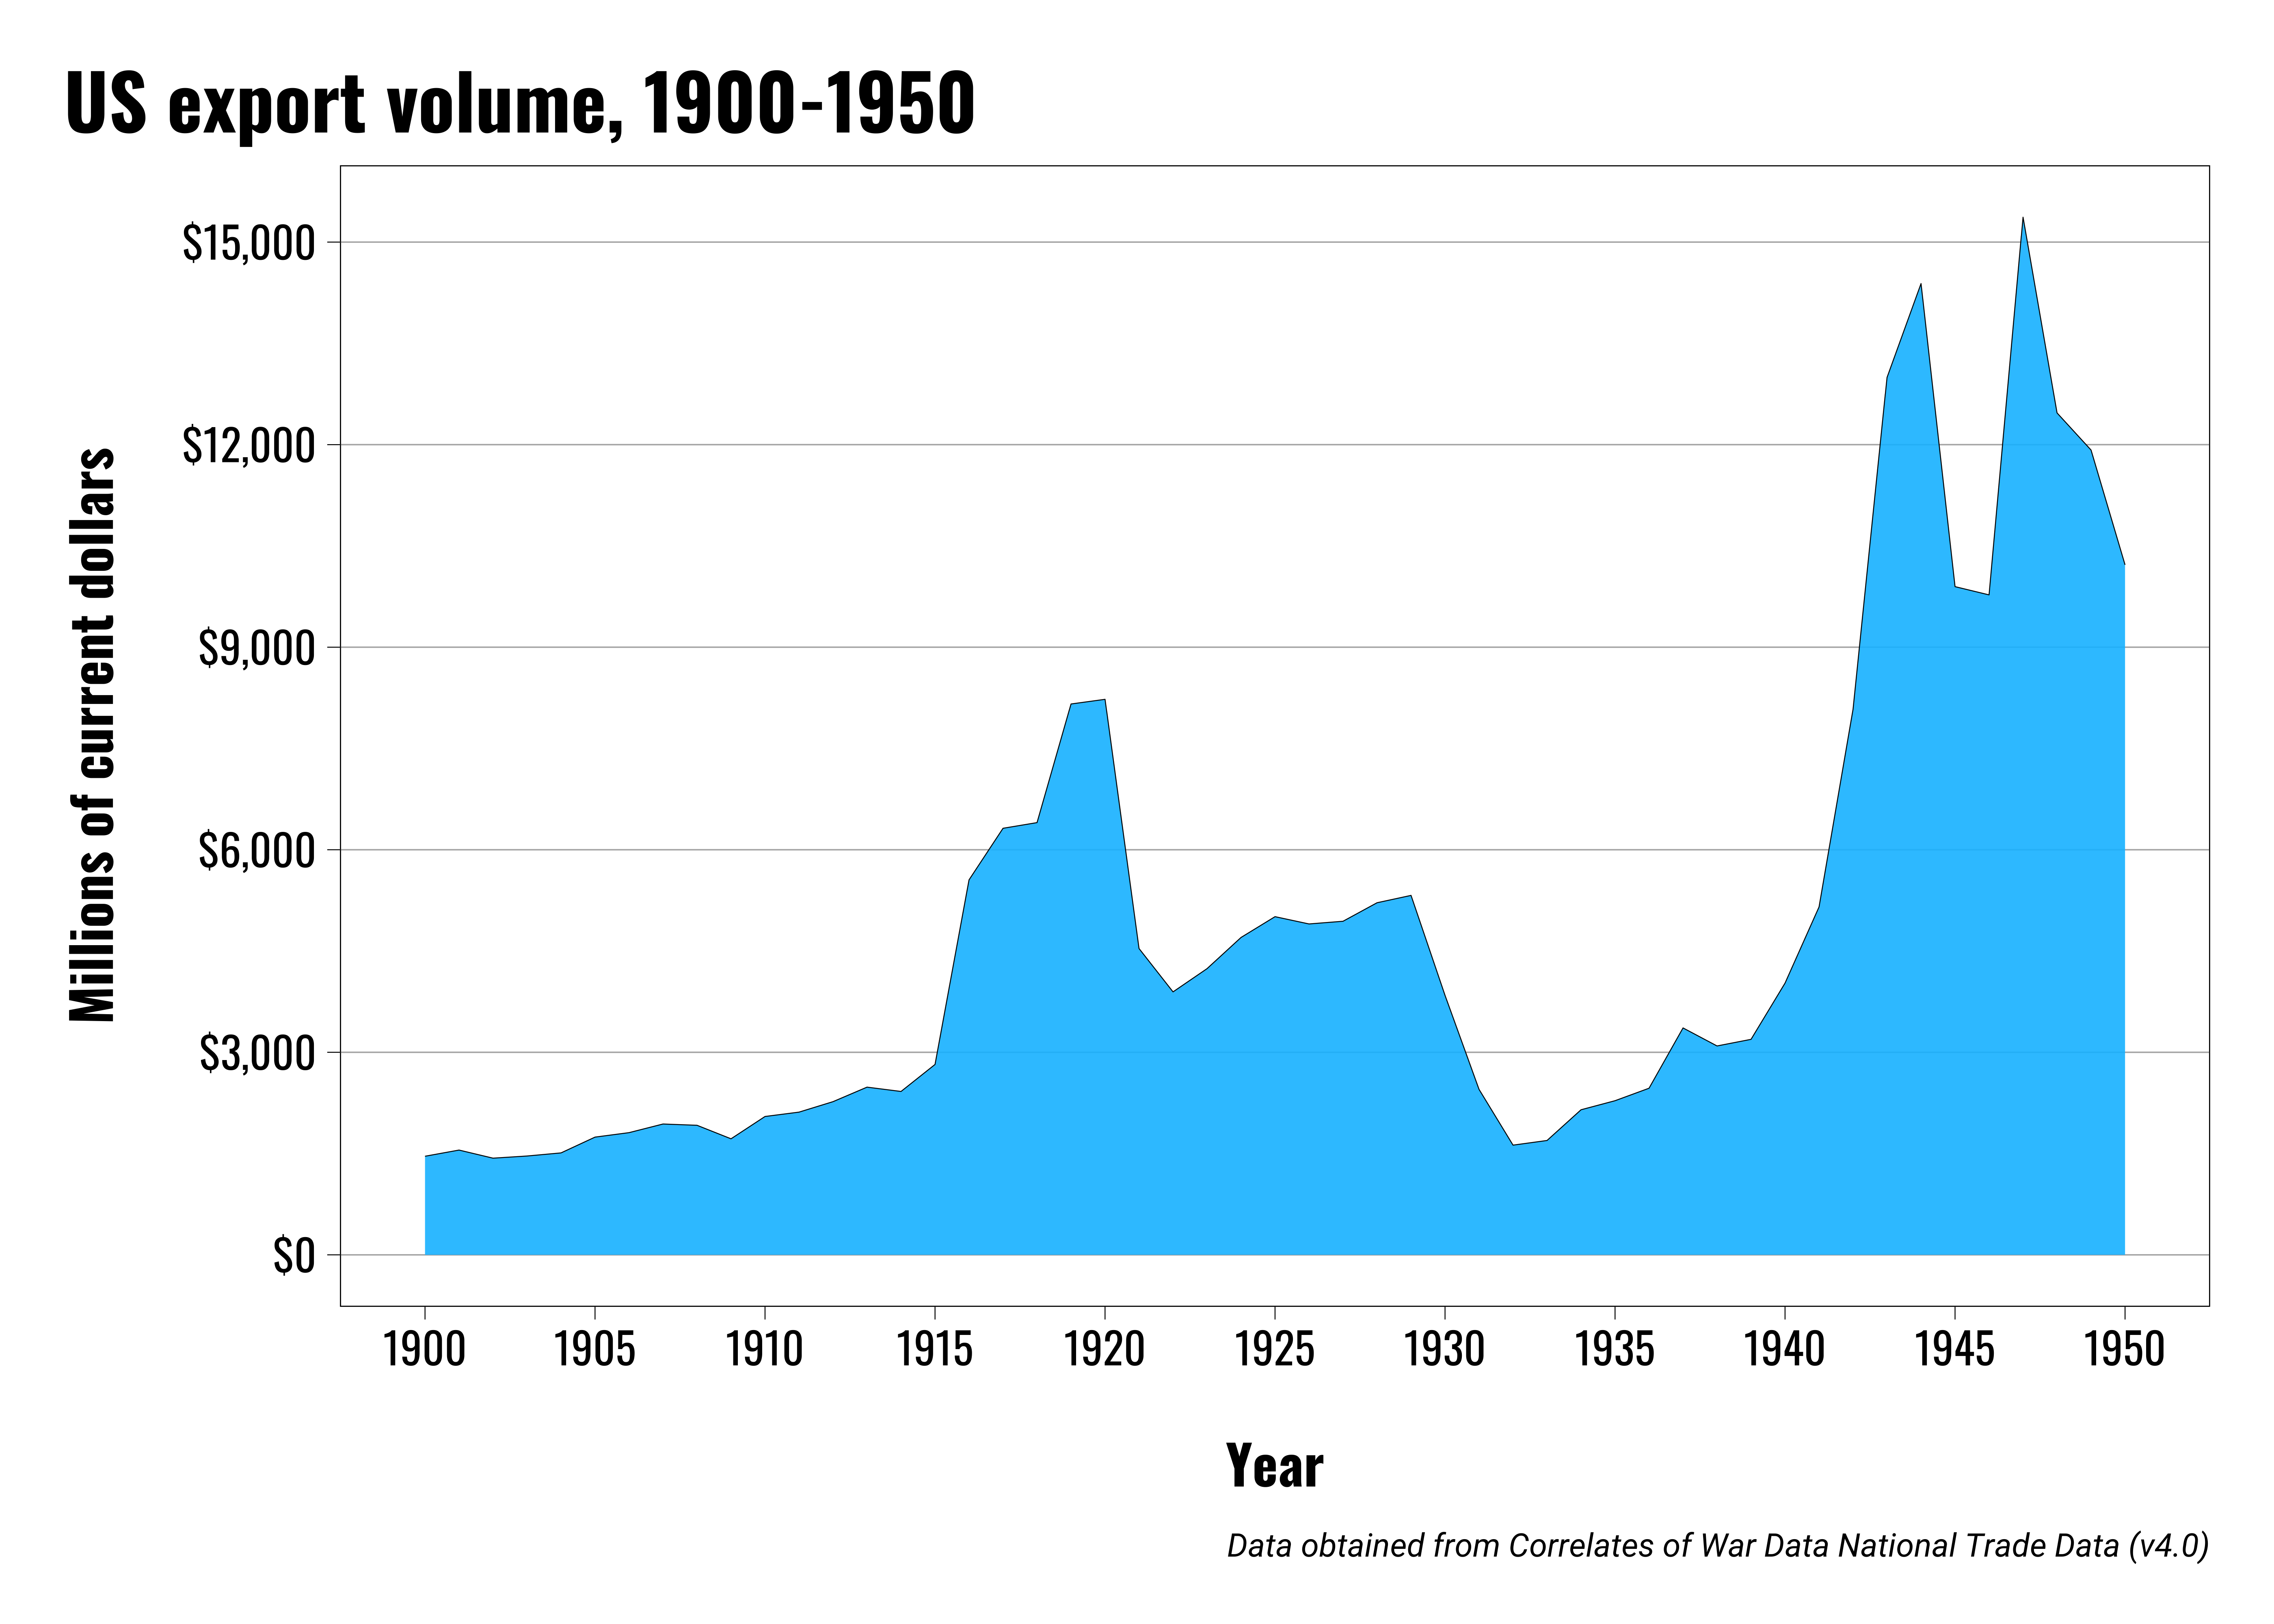 US export volume, 1900-1950
Millions of current dollars
$15,000
$12,000
$9,000
$6,000
$3,000
$0
1900 1905 1910 1915 1920 1925 1930 1935 1940 1945 1950
Year
Data obtained from Correlates of War Data National Trade Data (v4.0)